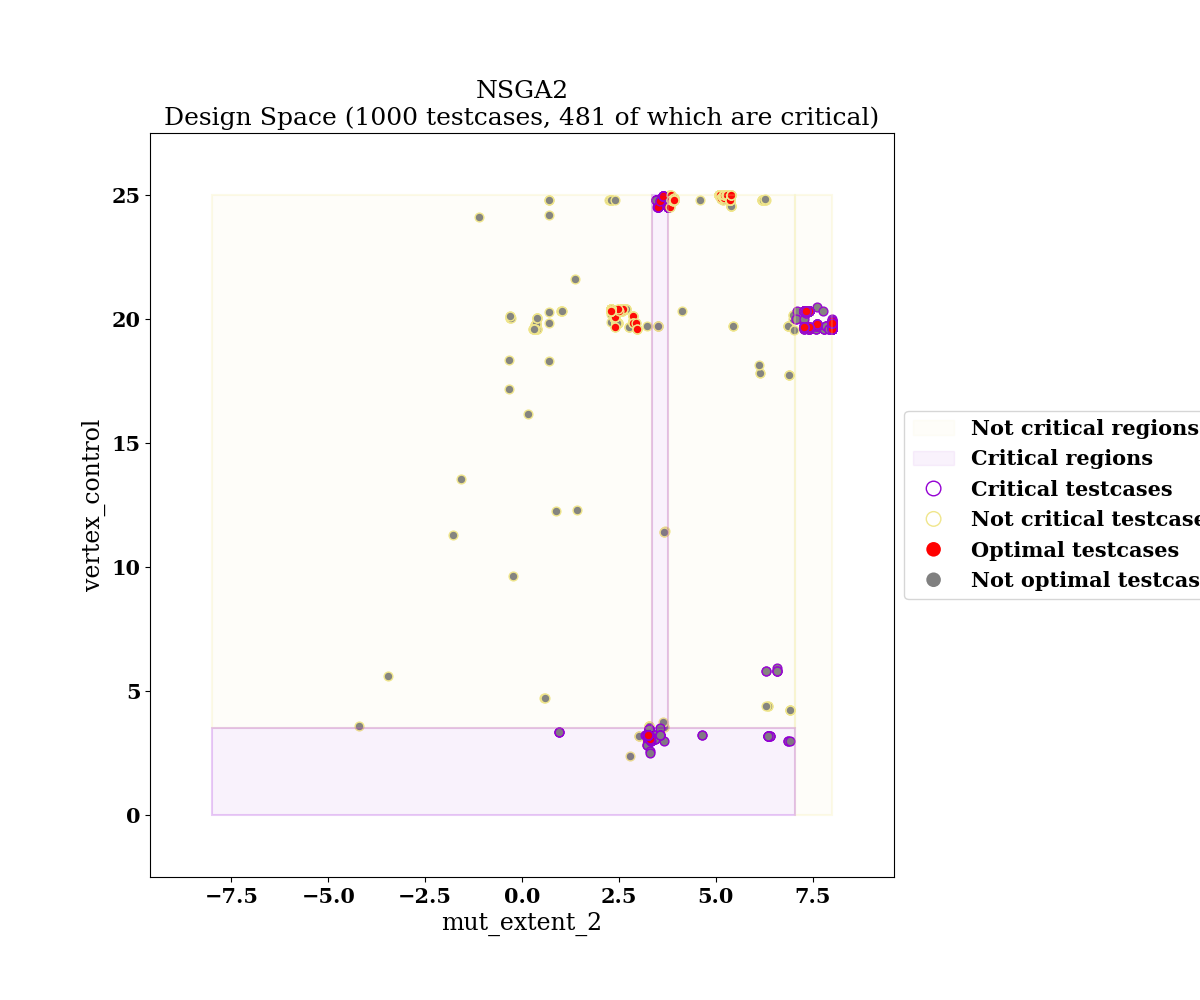 NSGA2
Design Space (1000 testcases, 481 of which are critical)
25
20
15
10
5
0
vertex_control
−7.5 −5.0 −2.5 0.0 2.5 5.0 7.5
mut_extent_2
Not critical regions
Critical regions
Critical testcases
Not critical testcase
Optimal testcases
Not optimal testcas